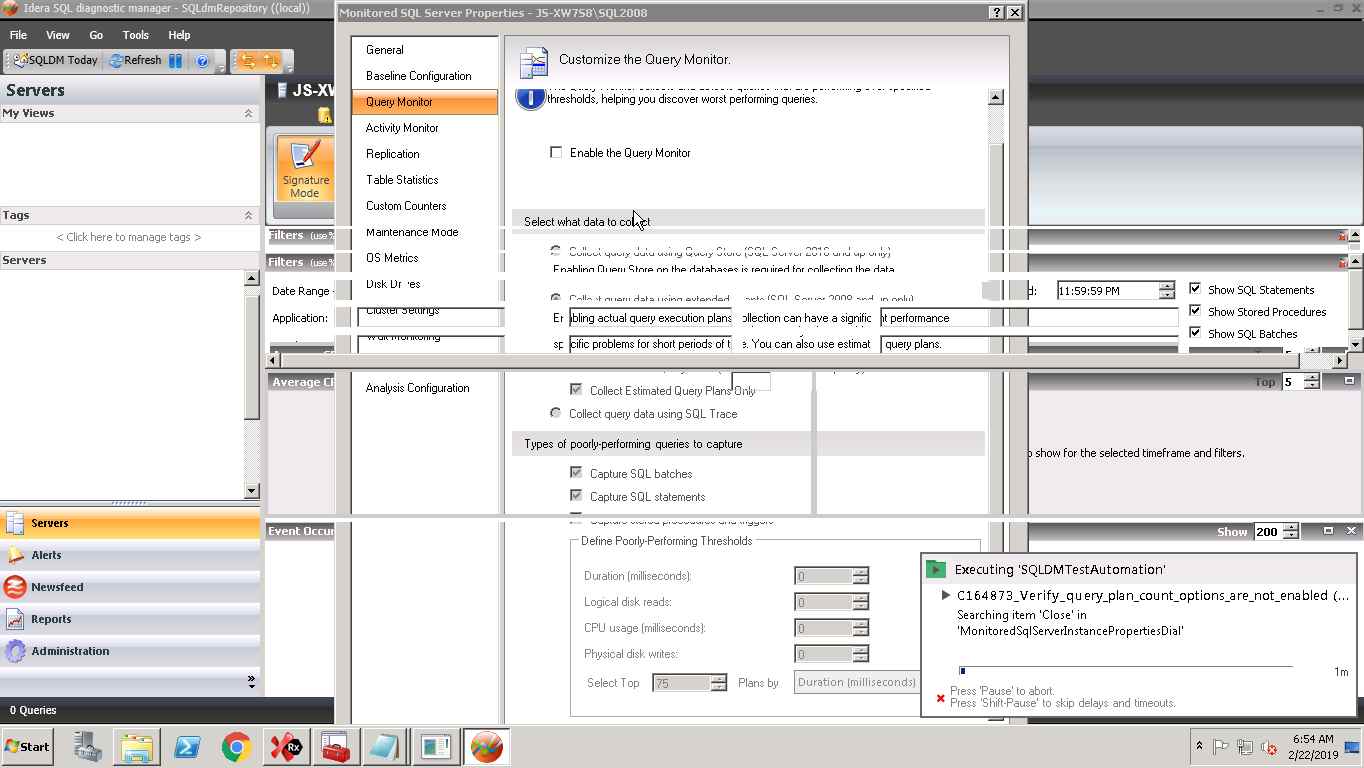 Idera SQL diagnostic manager - SQLdmRepository ((local))
File View Go Tools Help
SQLDM Today Refresh
Servers
My Views
Tags
< Click here to manage tags >
Servers
Servers
Alerts
Newsfeed
Reports
Administration
0 Queries
JS-XW
Signature
Mode
Filters (use %
Filters (use %
Date Range -
Application:
Average C
Event Occur
Monitored SQL Server Properties - JS-XW7S8\SQL2008
General
Baseline Configuration
Query Monitor
Activity Monitor
Replication
Table Statistics
Custom Counters
Maintenance Mode
OS Metrics
Disk Dr es
Cluster Settings
Wait Monitoring
Analysis Configuration
Customize the Query Monitor.
thresholds, helping you discover worst performing queries.
Enable the Query Monitor
Select what data to collect
Collect query data using Query Store (SQL Server 2016 and up only)
Enabling Query Store on the databases is required for collecting the data
Collect query data using extended nts (SQL Server 2008 and up only)
En bling actual query execution plans ollection can have a signific nt performance
sp cific problems for short periods of t e. You can also use estimat query plans.
Collect Estimated Query Plans Only
Collect query data using SQL Trace
Types of poorly-performing queries to capture
Capture SQL batches
Capture SQL statements
Capture stored procedures and triggers
Define Poorly-Performing Thresholds
Duration (milliseconds): 0
Logical disk reads: 0
CPU usage (milliseconds): 0
Physical disk writes: 0
Select Top 75 Plans by Duration (milliseconds)
d: 11:59:59 PM
Show SQL Statements
Show Stored Procedures
Show SQL Batches
Top 5
show for the selected timeframe and filters.
Show 200
Executing 'SQLDMTestAutomation'
C164873_Verify_query_plan_count_options_are_not_enabled (...
Searching item 'Close' in
'MonitoredSqlServerInstancePropertiesDial'
1m
Press 'Pause' to abort.
Press 'Shift-Pause' to skip delays and timeouts.
Start
Rx
6:54 AM
2/22/2019